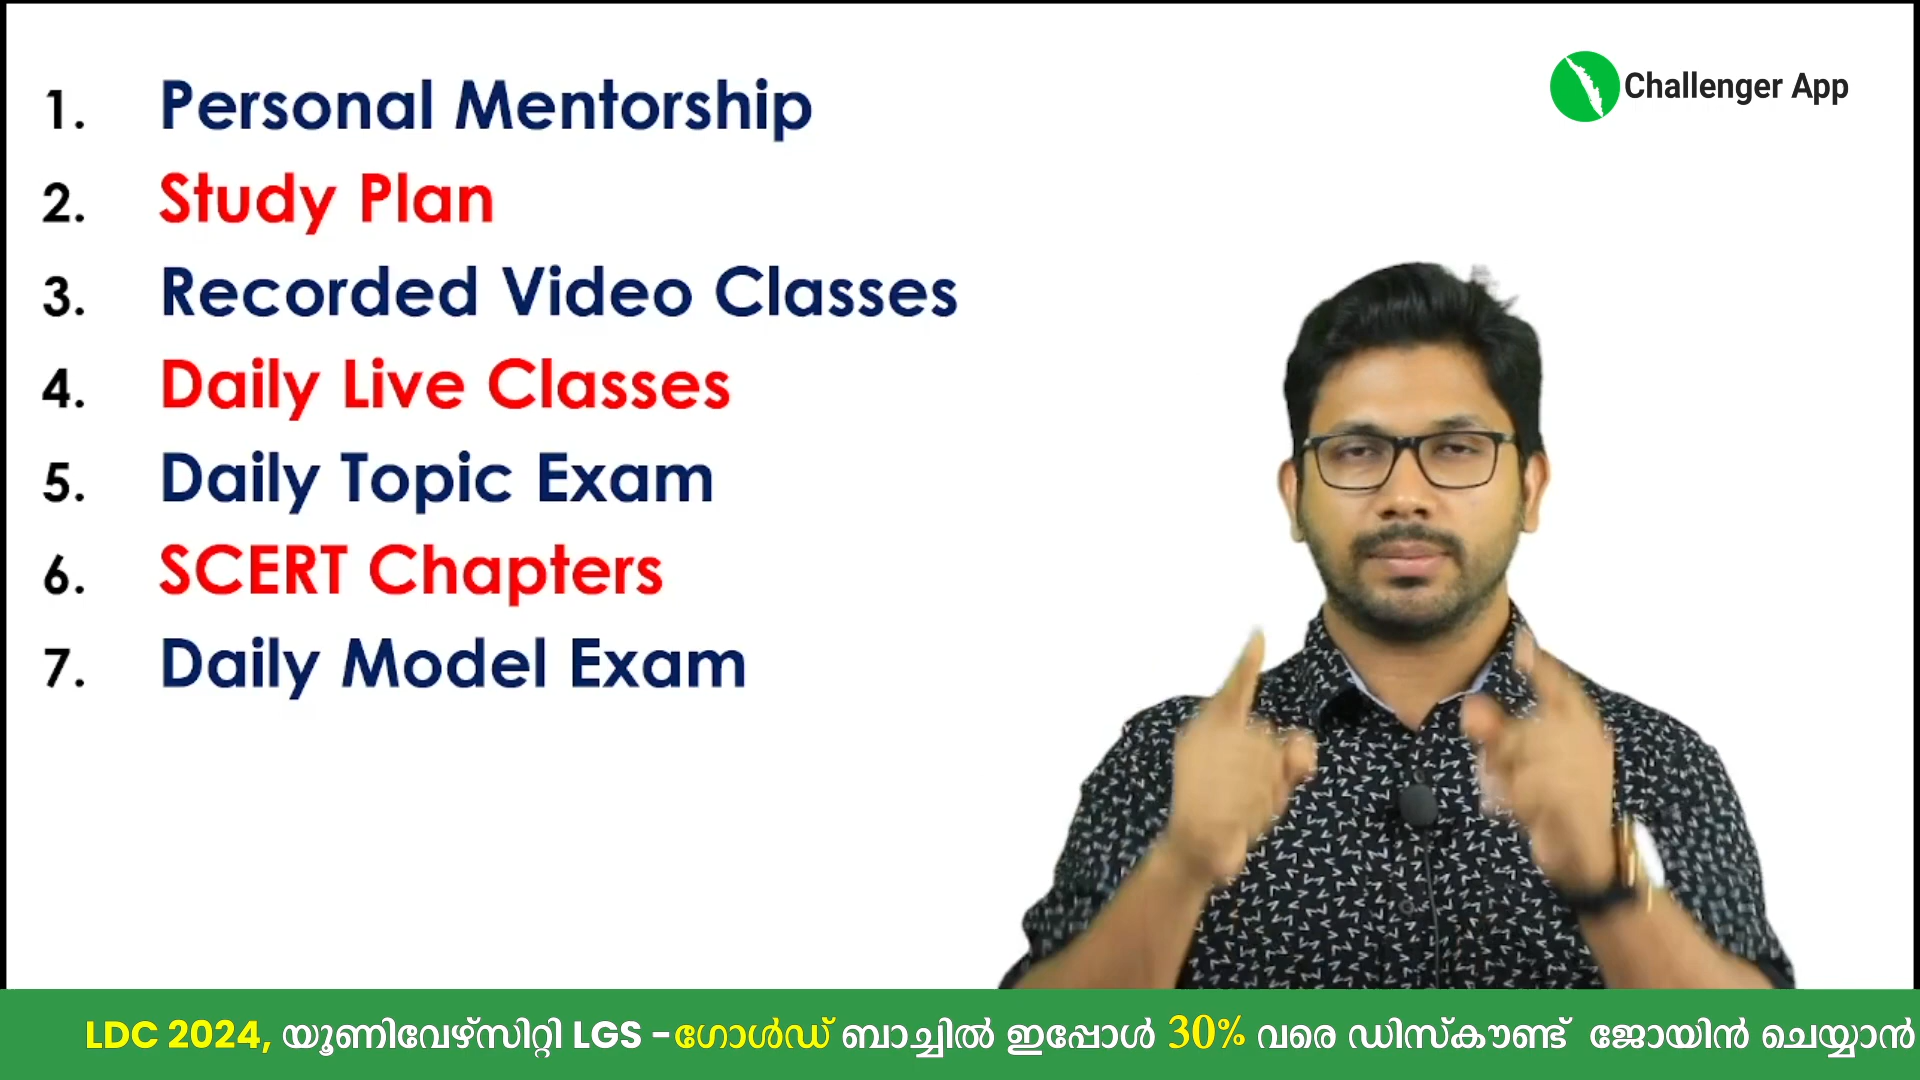 Challenger App
1. Personal Mentorship
2. Study Plan
3. Recorded Video Classes
4. Daily Live Classes
5. Daily Topic Exam
6. SCERT Chapters
7. Daily Model Exam
LDC 2024, യൂണിവേഴ്സിറ്റി LGS - ഗോൾഡ് ബാച്ചിൽ ഇപ്പോൾ 30% വരെ ഡിസ്കൗണ്ട് ജോയിൻ ചെയ്യാൻ